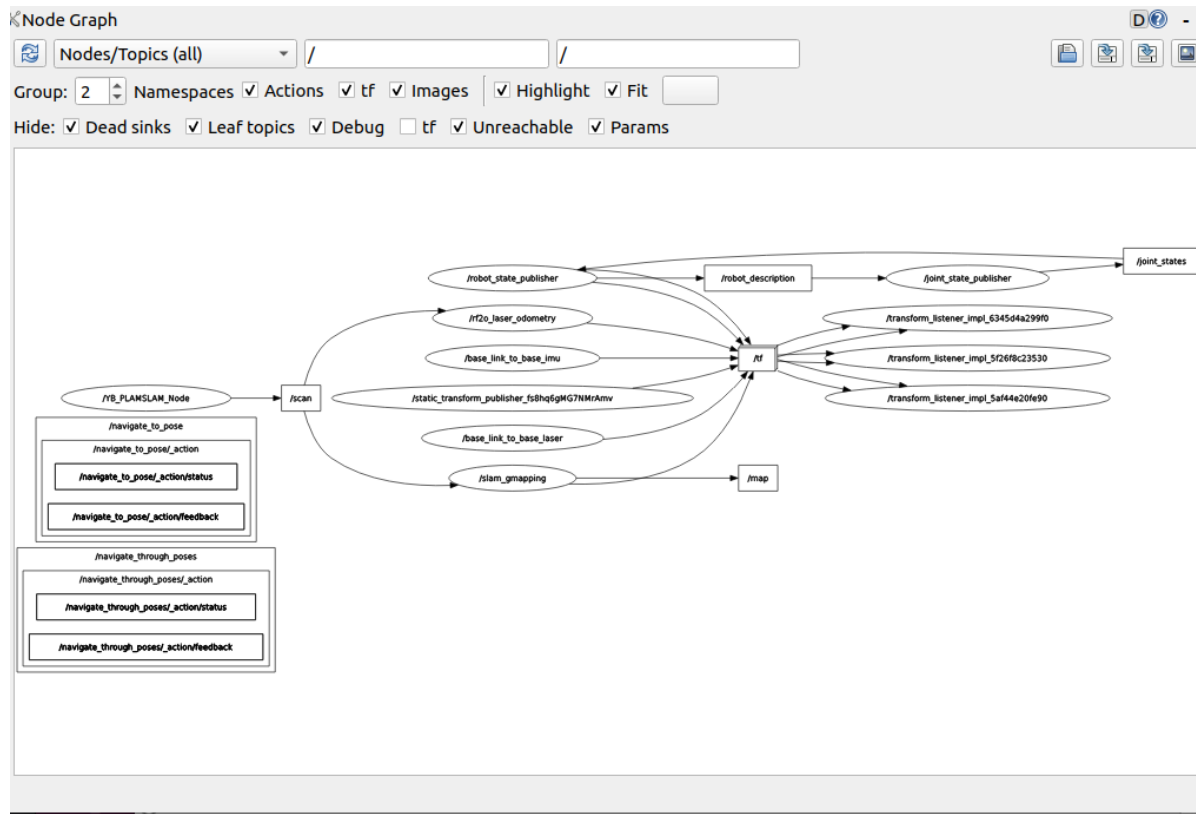 Node Graph
D
-
Nodes/Topics (all)
/
/
Group: 2 Namespaces Actions tf Images Highlight Fit
Hide: Dead sinks Leaf topics Debug tf Unreachable Params
/joint_states
/robot_state_publisher
/robot_description
/joint_state_publisher
/rf2o_laser_odometry
/transform_listener_impl_6345d4a299f0
/base_link_to_base_imu
/tf
/transform_listener_impl_5f26f8c23530
/YB_PLAMSLAM_Node
/scan
/static_transform_publisher_fs8hq6gMG7NMrAmv
/transform_listener_impl_5af44e20fe90
/navigate_to_pose
/base_link_to_base_laser
/navigate_to_pose/_action
/navigate_to_pose/_action/status
/slam_gmapping
/map
/navigate_to_pose/_action/feedback
/navigate_through_poses
/navigate_through_poses/_action
/navigate_through_poses/_action/status
/navigate_through_poses/_action/feedback